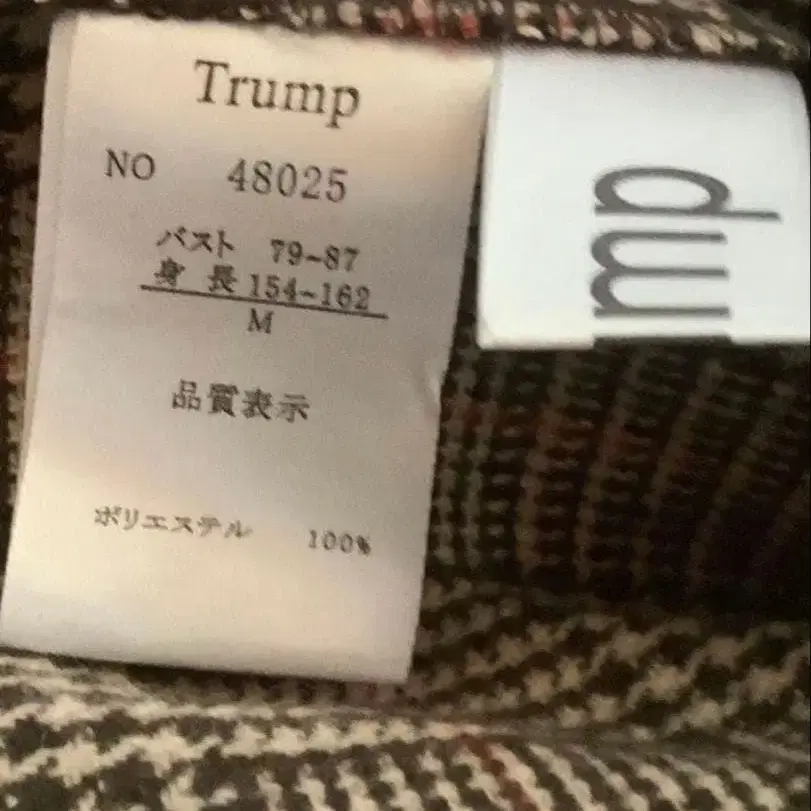 Trump
NO 48025
バスト 79~87
身長 154~162
M
品質表示
ポリエステル 100%
mp